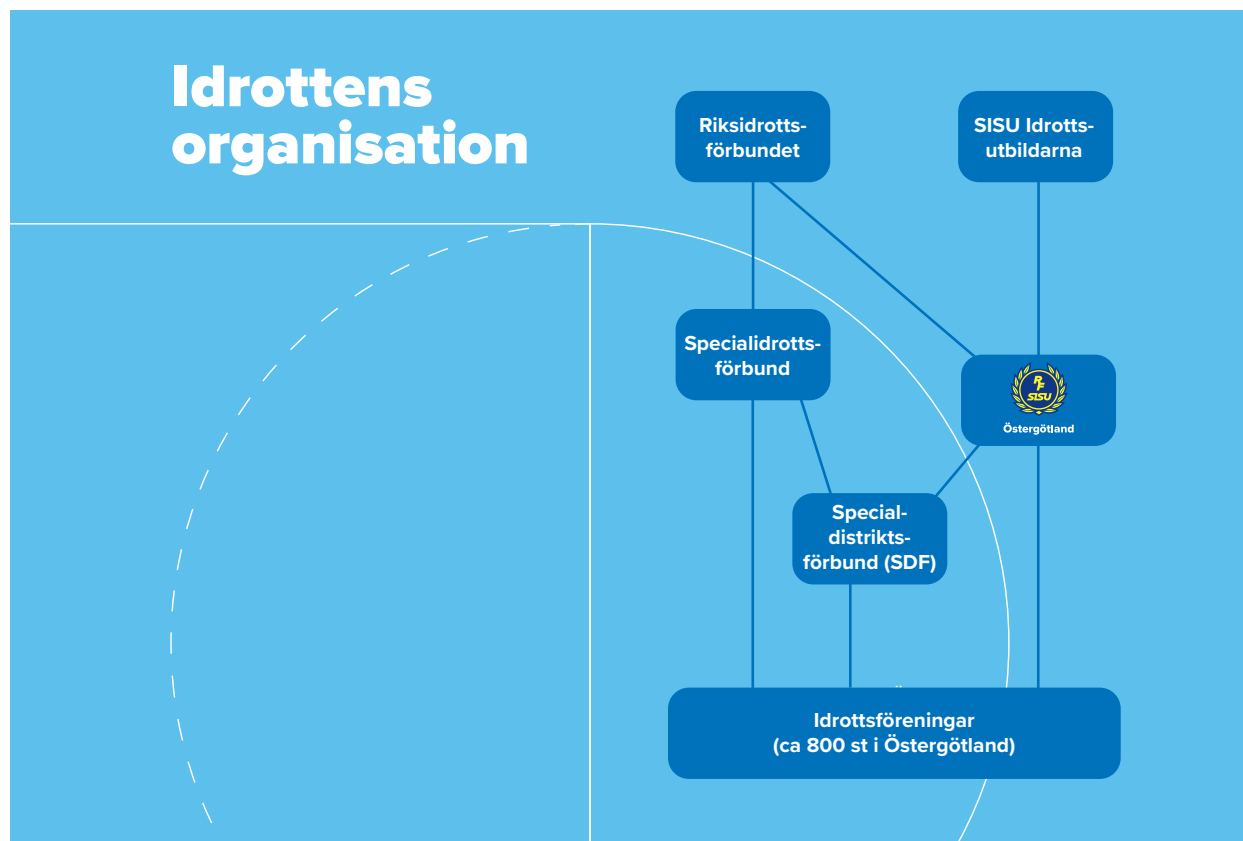 Idrottens
organisation
Riksidrotts-
förbundet
SISU Idrotts-
utbildarna
Specialidrotts-
förbund
RF
SISU
Östergötland
Special-
distrikts-
förbund (SDF)
Idrottsföreningar
(ca 800 st i Östergötland)